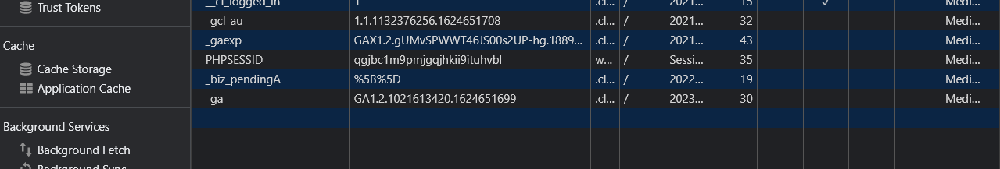 Trust Tokens
Cache
Cache Storage
Application Cache
Background Services
Background Fetch
Background Sync
__cf_logged_in 1 .cl... / 2021... 15 ✓ Medi...
_gcl_au 1.1.1132376256.1624651708 .cl... / 2021... 32 Medi...
_gaexp GAX1.2.gUMvSPWWT46JS00s2UP-hg.1889... .cl... / 2021... 43 Medi...
PHPSESSID qgjbc1m9pmjgqjhkii9ituhvbl w... / Sessi... 35 Medi...
_biz_pendingA %5B%5D .cl... / 2022... 19 Medi...
_ga GA1.2.1021613420.1624651699 .cl... / 2023... 30 Medi...